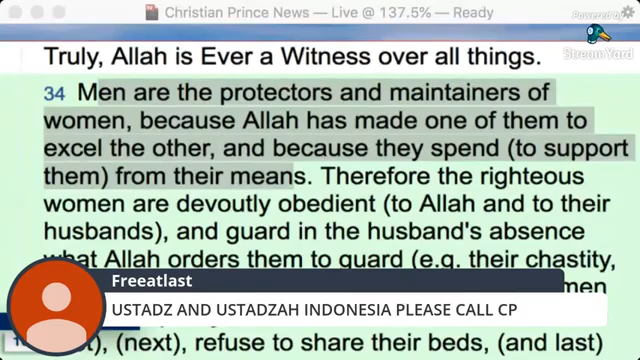 Christian Prince News — Live @ 137.5% — Ready
Powered by
StreamYard
Truly, Allah is Ever a Witness over all things.
34 Men are the protectors and maintainers of
women, because Allah has made one of them to
excel the other, and because they spend (to support
them) from their means. Therefore the righteous
women are devoutly obedient (to Allah and to their
husbands), and guard in the husband's absence
what Allah orders them to guard (e.g. their chastity,
Freeatlast
men
USTADZ AND USTADZAH INDONESIA PLEASE CALL CP
(next), refuse to share their beds, (and last)